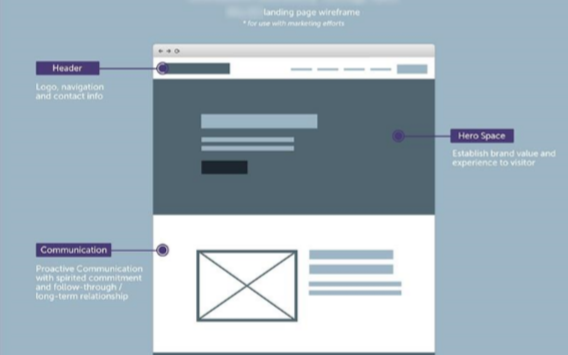 landing page wireframe
* for use with marketing efforts
Header
Logo, navigation
and contact info
Hero Space
Establish brand value and
experience to visitor
Communication
Proactive Communication
with spirited commitment
and follow-through /
long-term relationship